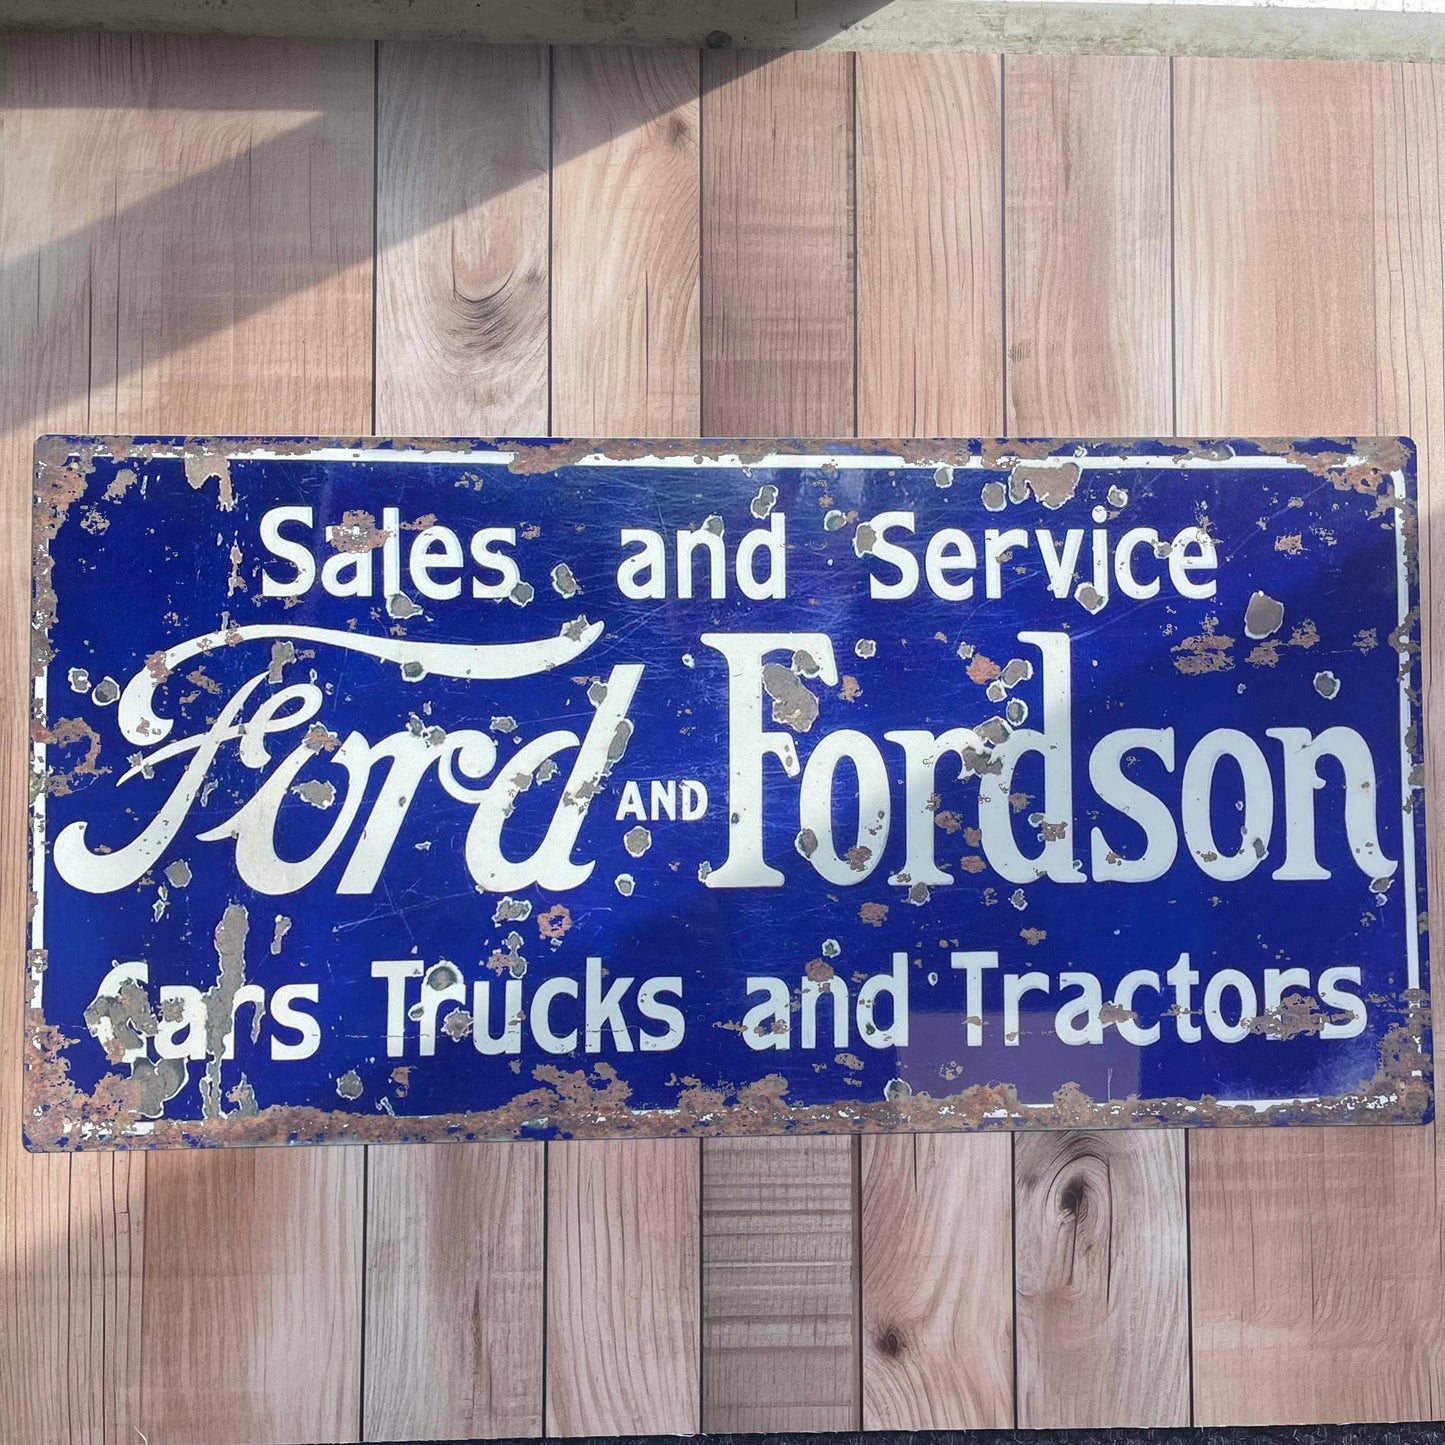 Sales and Service
Ford AND Fordson
Cars Trucks and Tractors